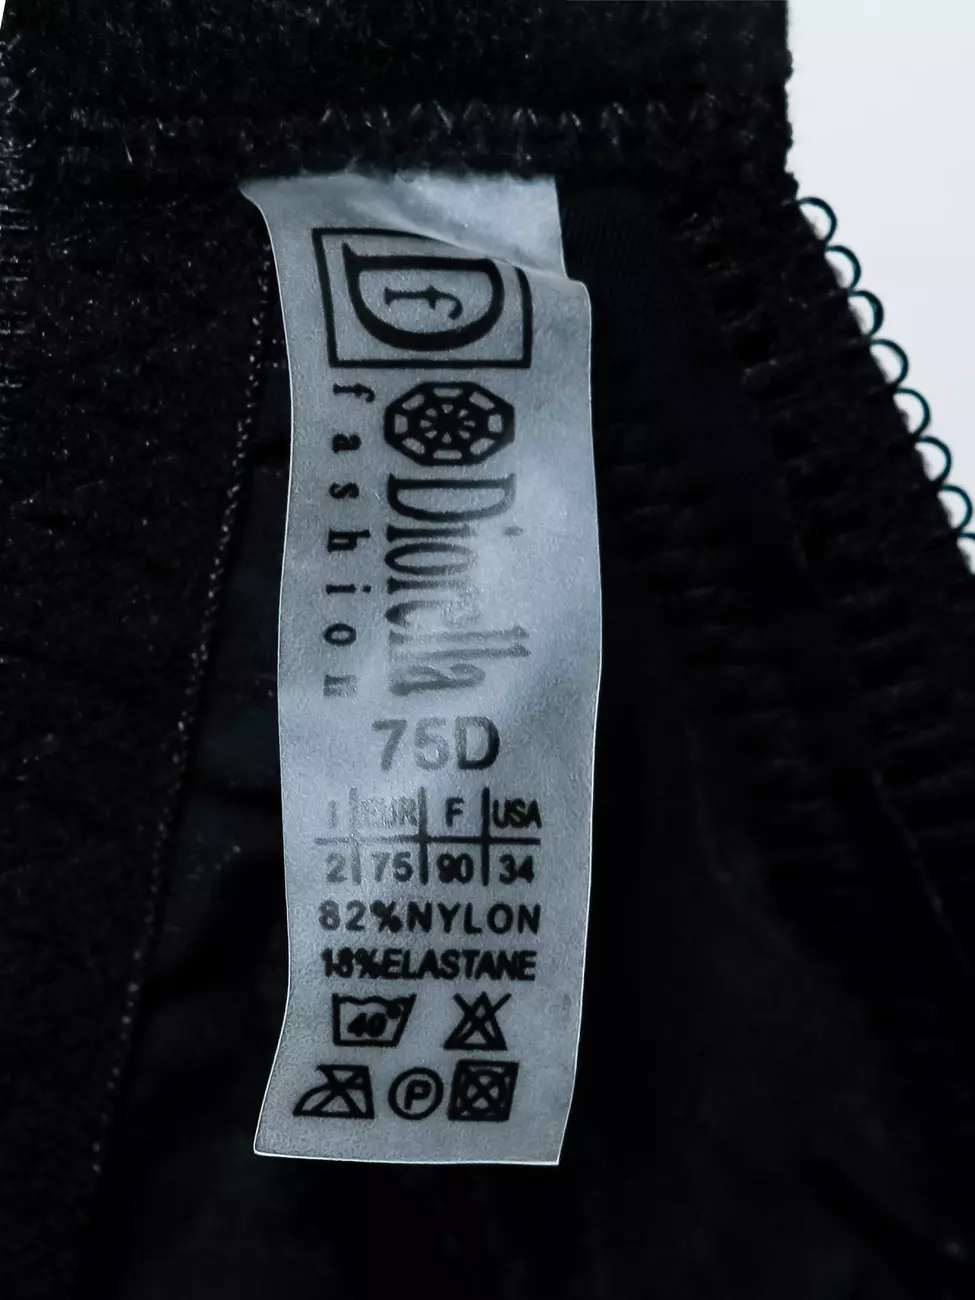 Df
Diorella
fashion
75D
I EUR F USA
2 75 90 34
82%NYLON
18%ELASTANE
40°
P